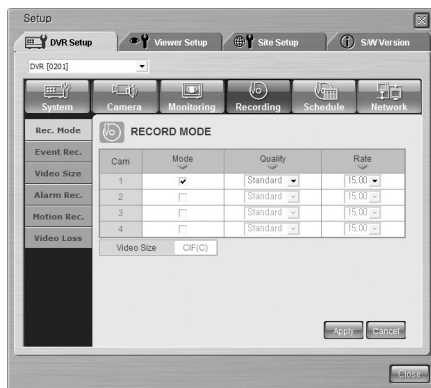 Setup
DVR Setup Viewer Setup Site Setup S/W Version
DVR [0201]
System Camera Monitoring Recording Schedule Network
Rec. Mode
Event Rec.
Video Size
Alarm Rec.
Motion Rec.
Video Loss
RECORD MODE
Cam Mode Quality Rate
1 Standard 15,00
2 Standard 15,00
3 Standard 15,00
4 Standard 15,00
Video Size CIF(C)
Apply Cancel
Close